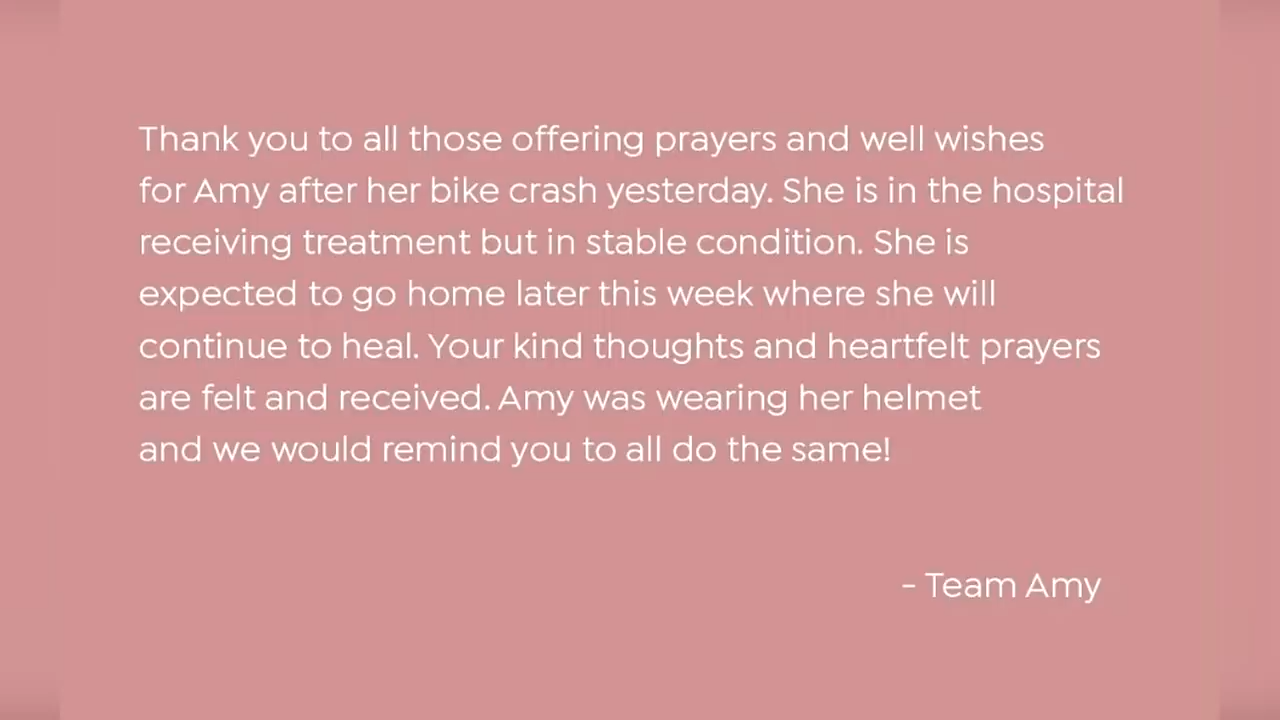 Thank you to all those offering prayers and well wishes
for Amy after her bike crash yesterday. She is in the hospital
receiving treatment but in stable condition. She is
expected to go home later this week where she will
continue to heal. Your kind thoughts and heartfelt prayers
are felt and received. Amy was wearing her helmet
and we would remind you to all do the same!
- Team Amy